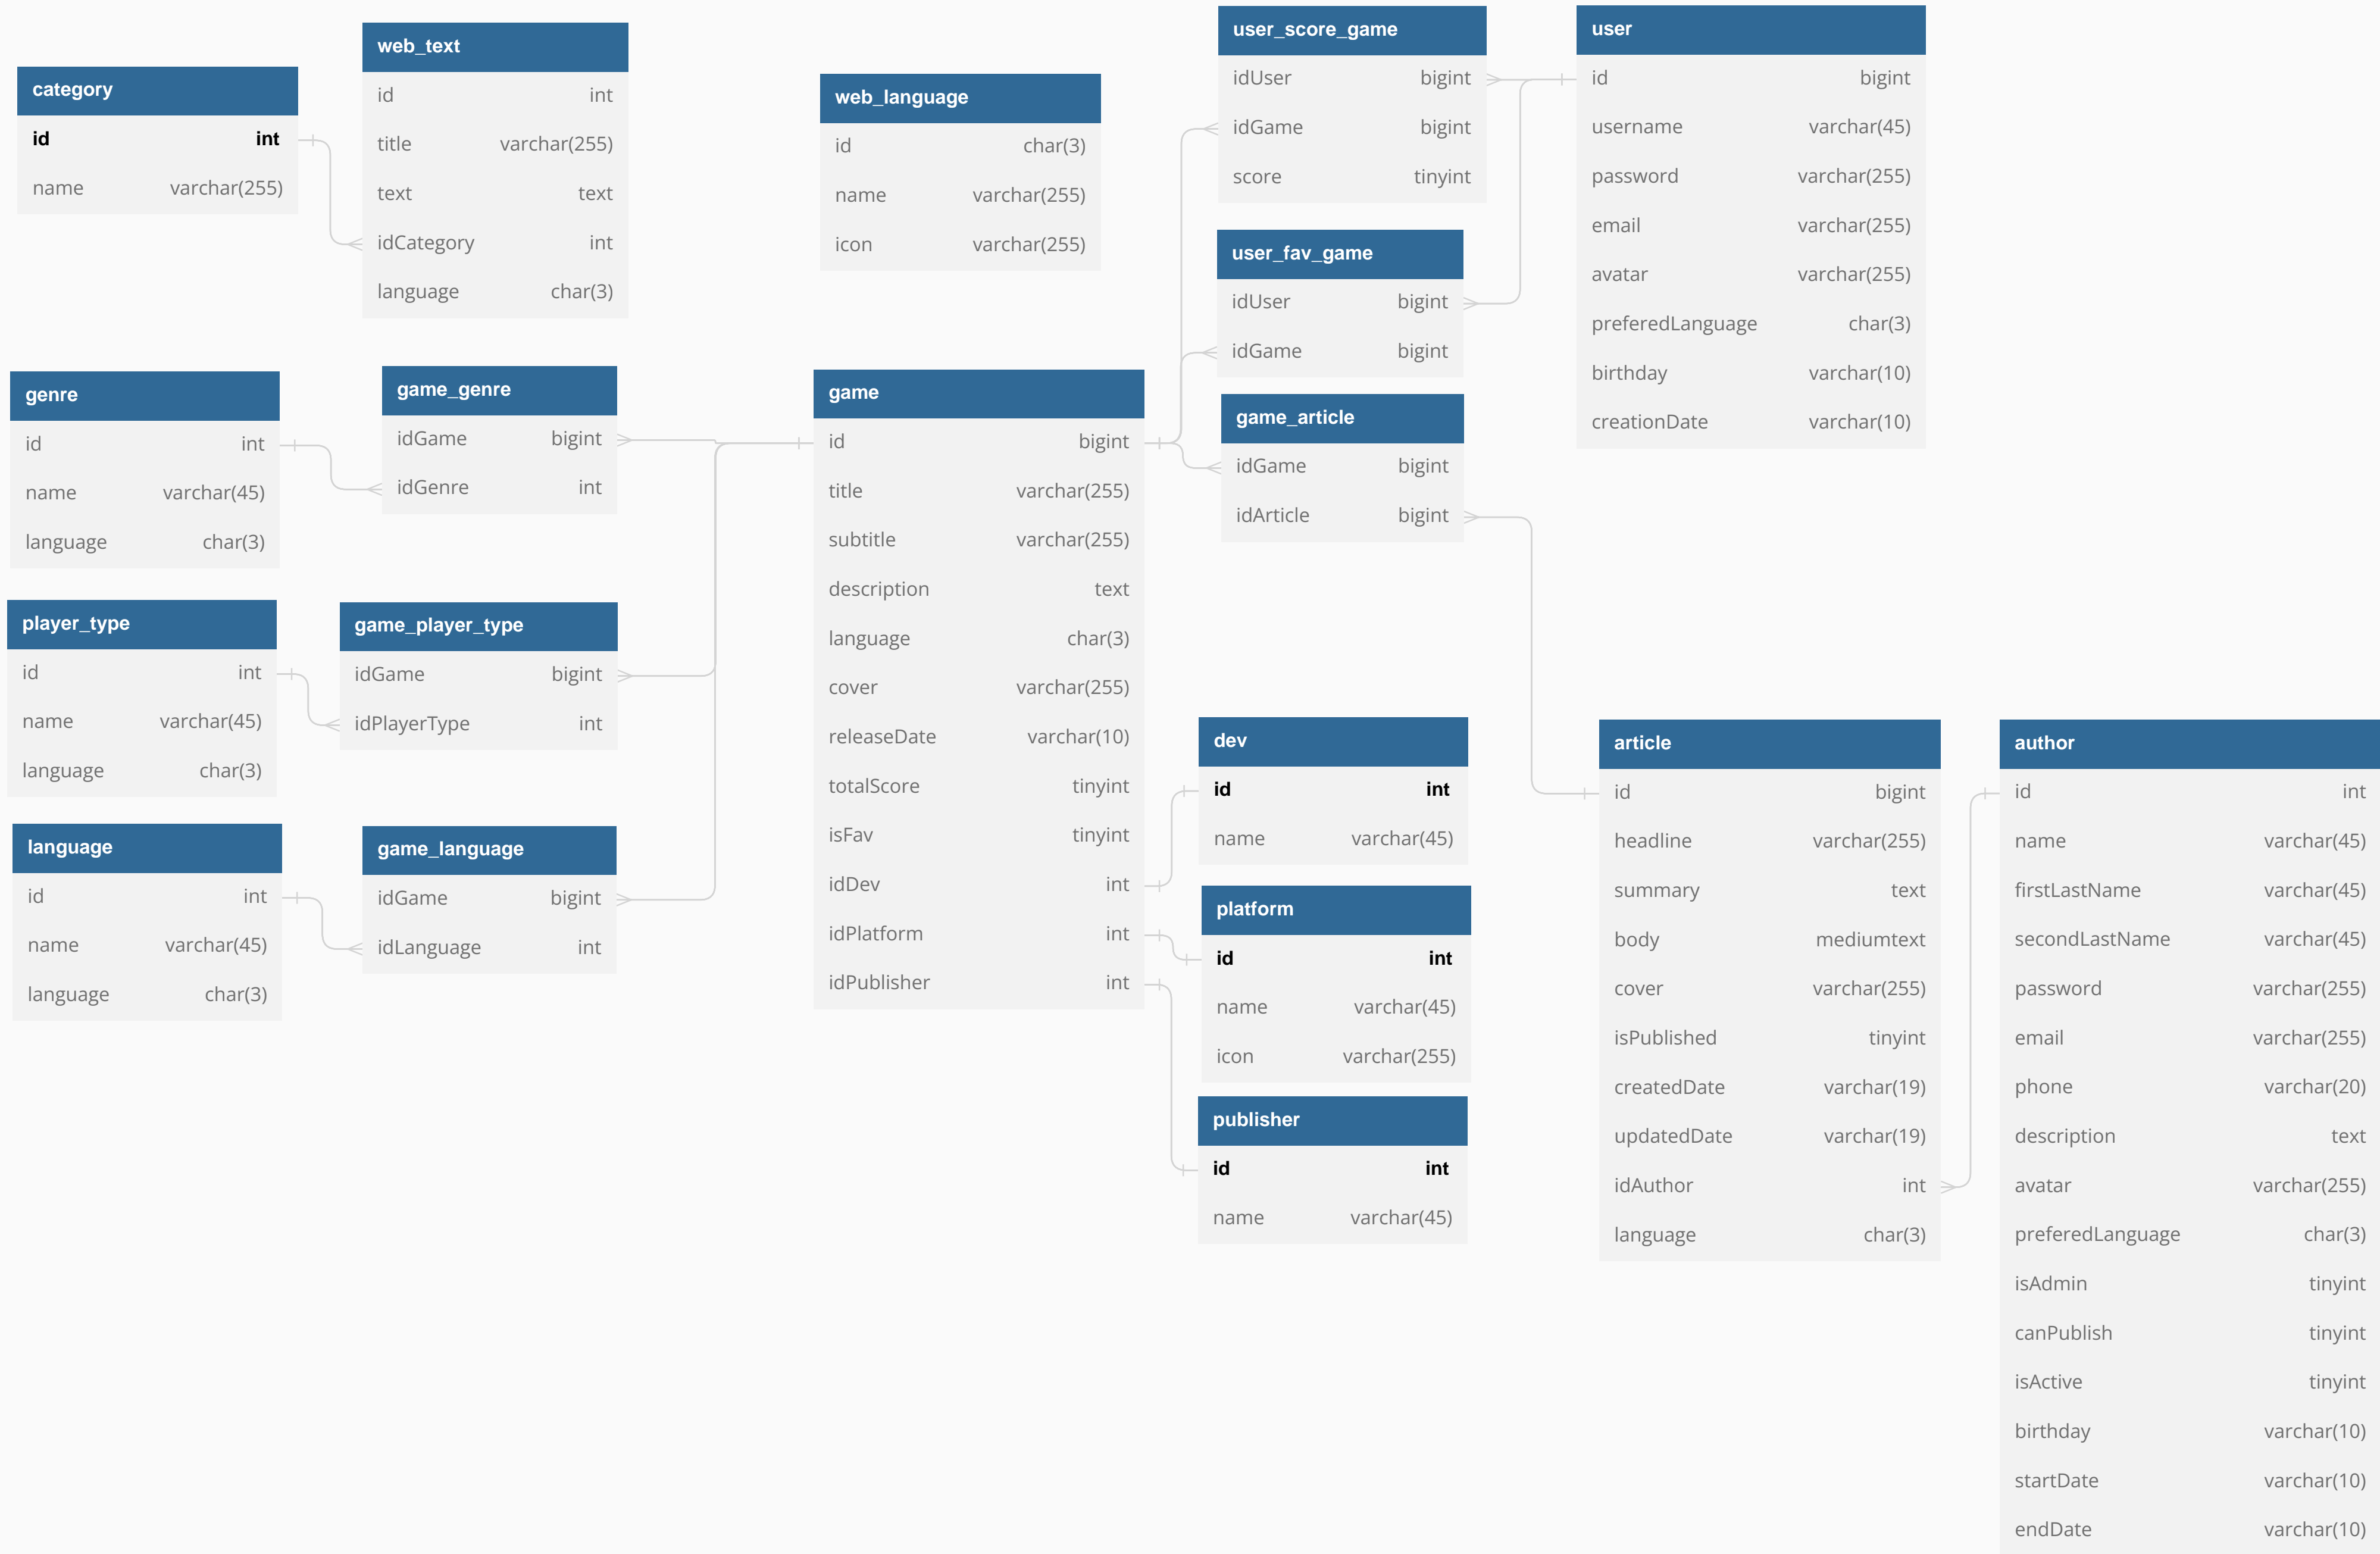 category
id int
name varchar(255)
web_text
id int
title varchar(255)
text text
idCategory int
language char(3)
web_language
id char(3)
name varchar(255)
icon varchar(255)
user_score_game
idUser bigint
idGame bigint
score tinyint
user
id bigint
username varchar(45)
password varchar(255)
email varchar(255)
avatar varchar(255)
preferedLanguage char(3)
birthday varchar(10)
creationDate varchar(10)
user_fav_game
idUser bigint
idGame bigint
genre
id int
name varchar(45)
language char(3)
game_genre
idGame bigint
idGenre int
game
id bigint
title varchar(255)
subtitle varchar(255)
description text
language char(3)
cover varchar(255)
releaseDate varchar(10)
totalScore tinyint
isFav tinyint
idDev int
idPlatform int
idPublisher int
game_article
idGame bigint
idArticle bigint
player_type
id int
name varchar(45)
language char(3)
game_player_type
idGame bigint
idPlayerType int
language
id int
name varchar(45)
language char(3)
game_language
idGame bigint
idLanguage int
dev
id int
name varchar(45)
platform
id int
name varchar(45)
icon varchar(255)
publisher
id int
name varchar(45)
article
id bigint
headline varchar(255)
summary text
body mediumtext
cover varchar(255)
isPublished tinyint
createdDate varchar(19)
updatedDate varchar(19)
idAuthor int
language char(3)
author
id int
name varchar(45)
firstLastName varchar(45)
secondLastName varchar(45)
password varchar(255)
email varchar(255)
phone varchar(20)
description text
avatar varchar(255)
preferedLanguage char(3)
isAdmin tinyint
canPublish tinyint
isActive tinyint
birthday varchar(10)
startDate varchar(10)
endDate varchar(10)